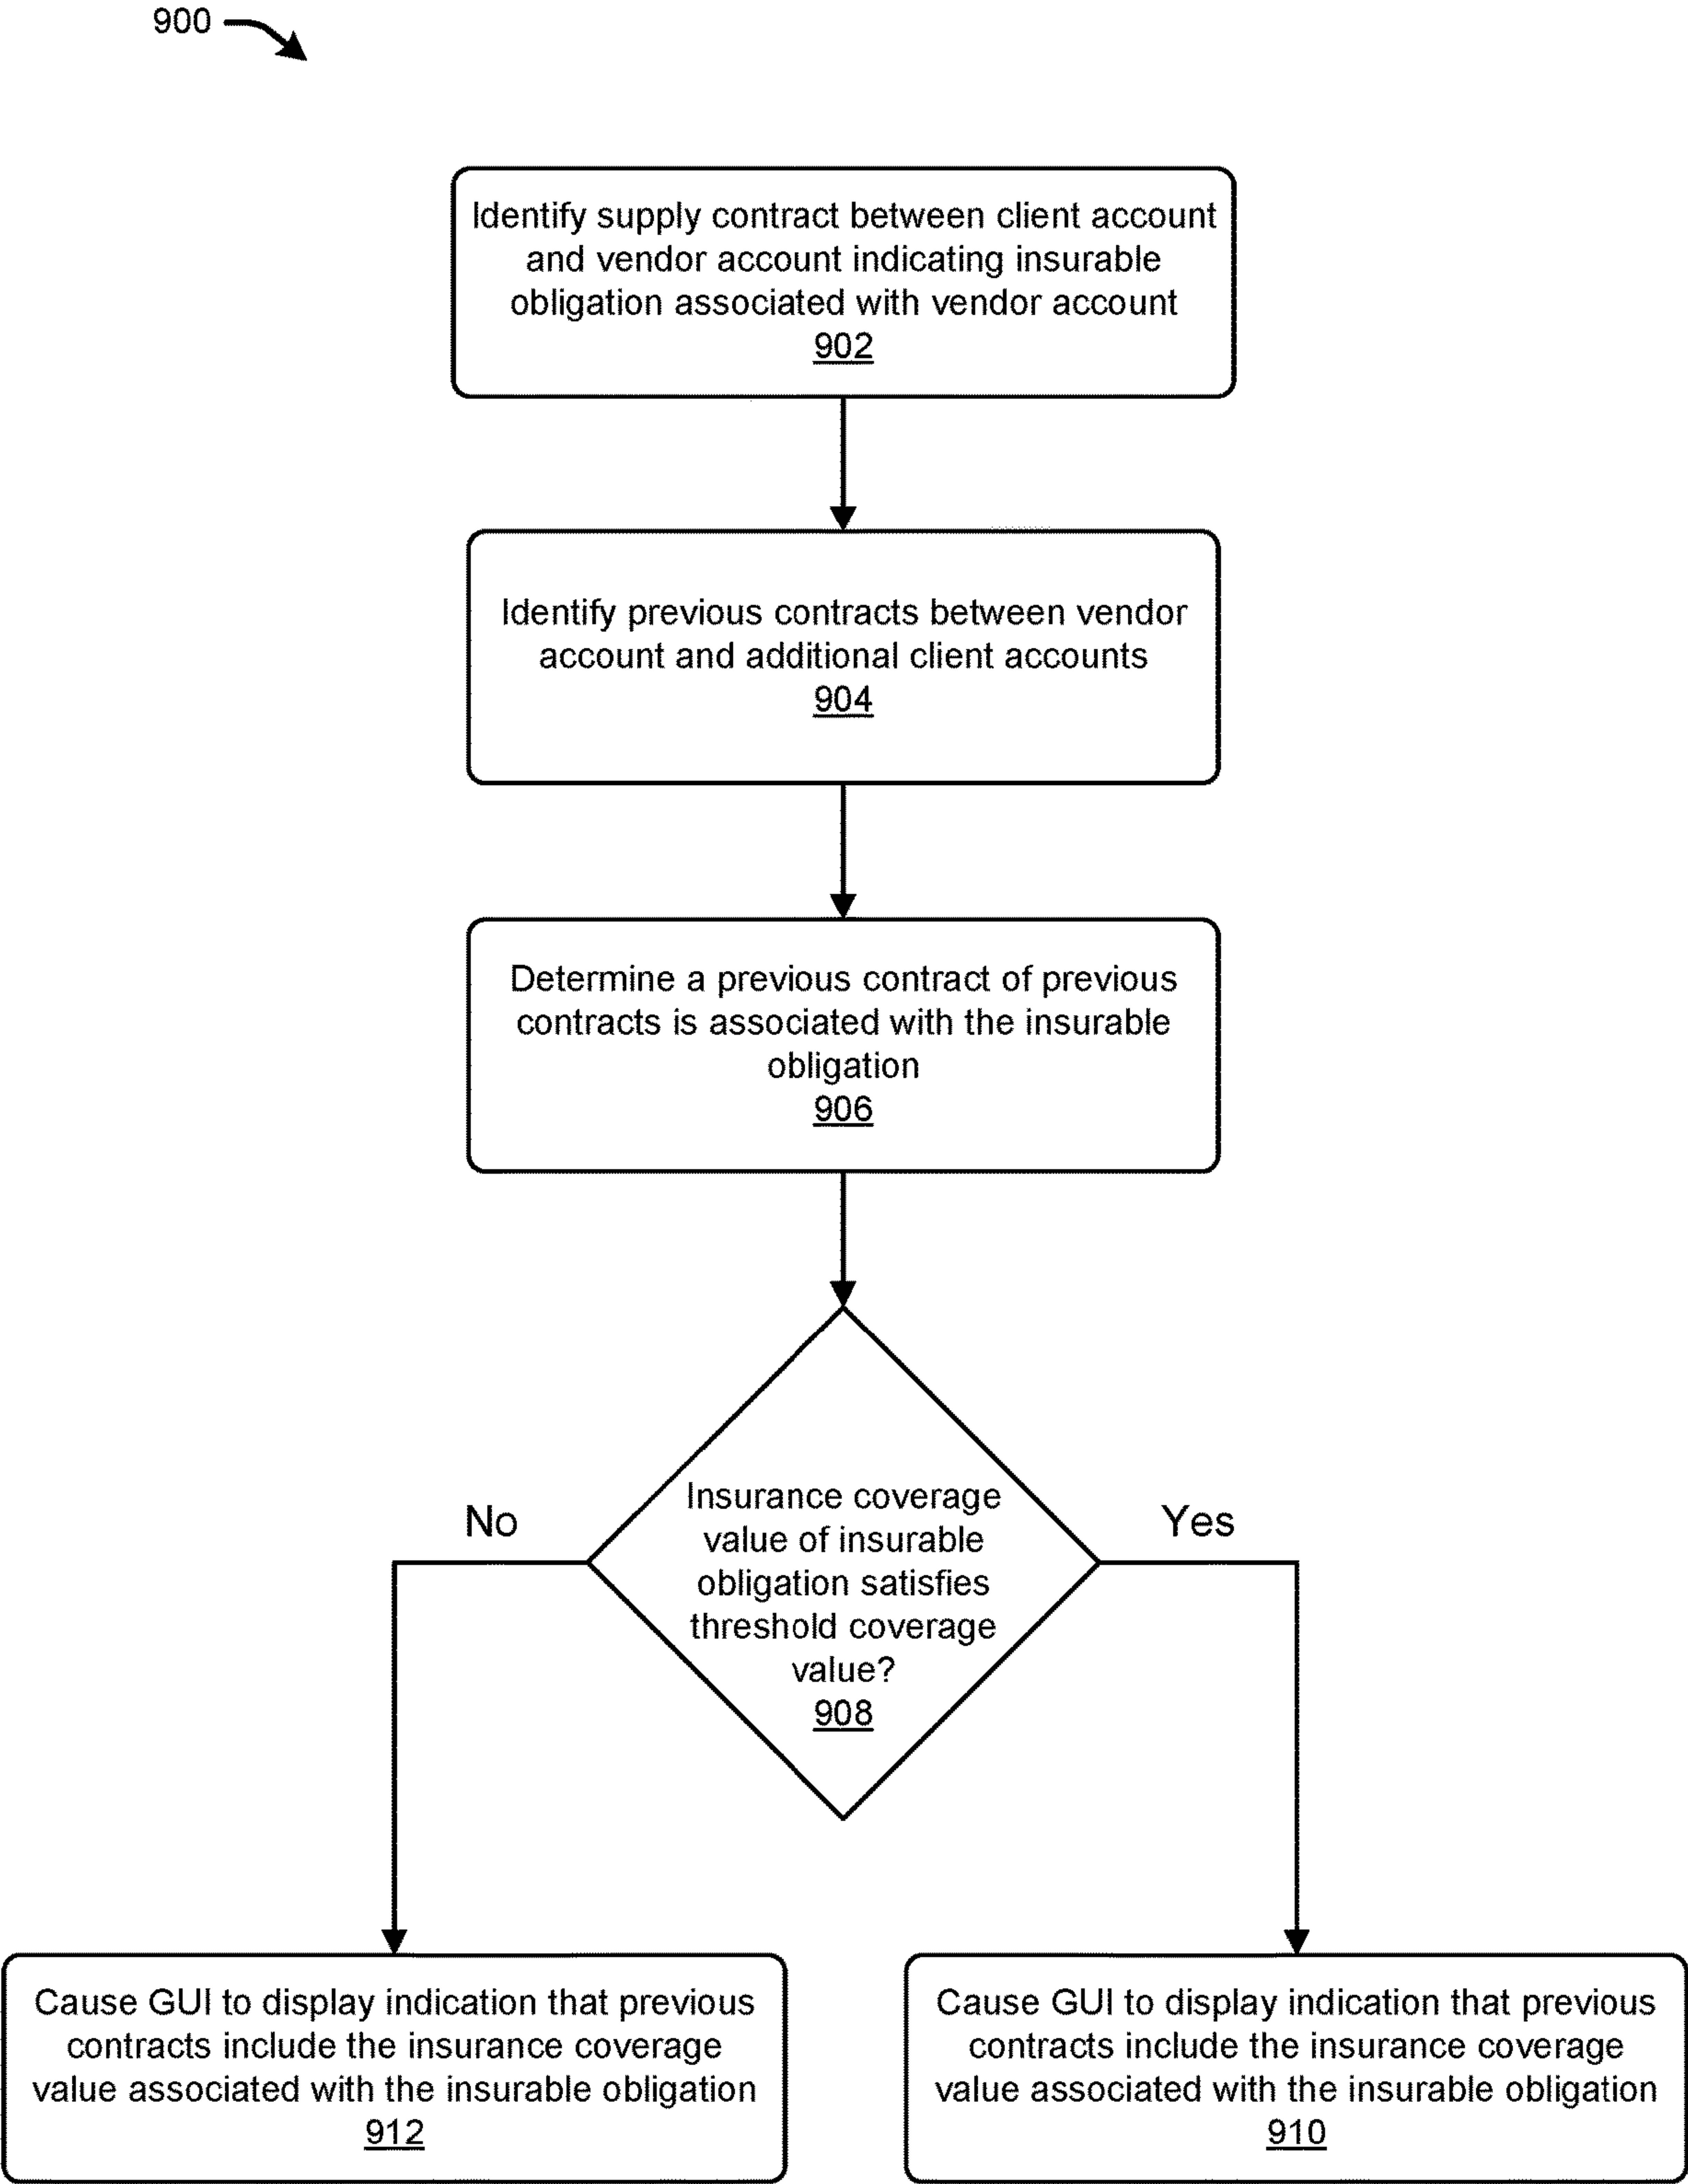 900
Identify supply contract between client account
and vendor account indicating insurable
obligation associated with vendor account
902
Identify previous contracts between vendor
account and additional client accounts
904
Determine a previous contract of previous
contracts is associated with the insurable
obligation
906
Insurance coverage
value of insurable
obligation satisfies
threshold coverage
value?
908
No
Yes
Cause GUI to display indication that previous
contracts include the insurance coverage
value associated with the insurable obligation
912
Cause GUI to display indication that previous
contracts include the insurance coverage
value associated with the insurable obligation
910